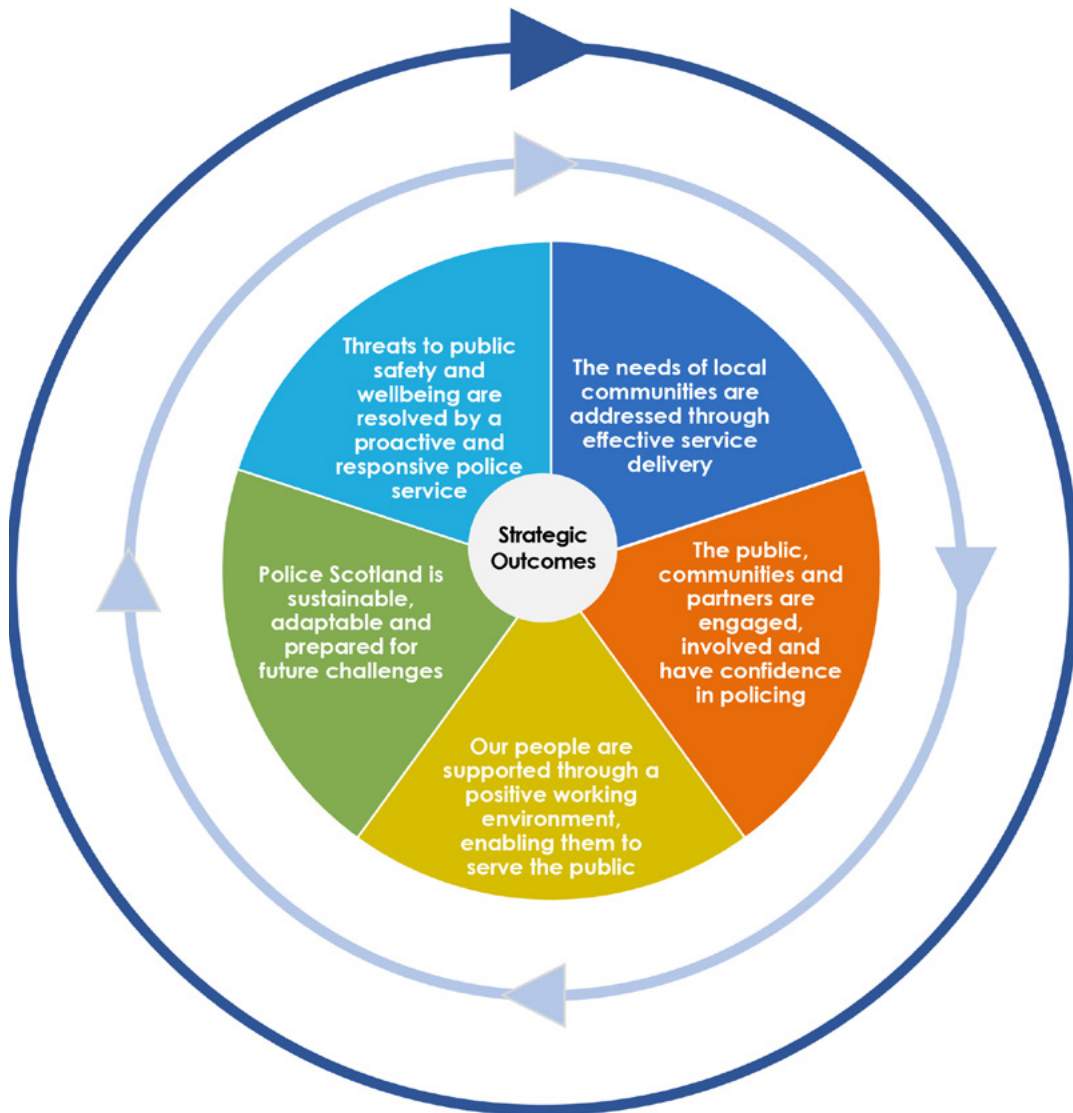 Threats to public
safety and
wellbeing are
resolved by a
proactive and
responsive police
service
The needs of local
communities are
addressed through
effective service
delivery
Strategic
Outcomes
The public,
communities and
partners are
engaged,
involved and
have confidence
in policing
Police Scotland is
sustainable,
adaptable and
prepared for
future challenges
Our people are
supported through a
positive working
environment,
enabling them to
serve the public